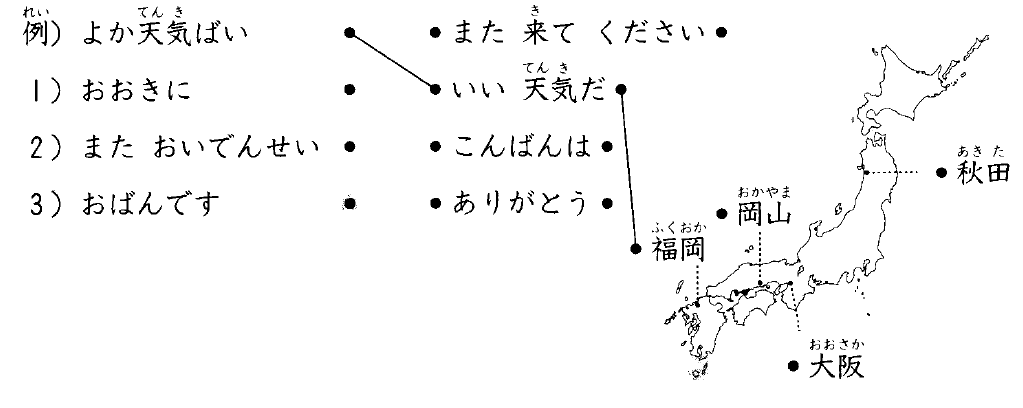 例) よか天気ばい また 来て ください
1) おおきに いい 天気だ
2) また おいでんせい こんばんは
3) おばんです ありがとう
秋田
岡山
福岡
大阪